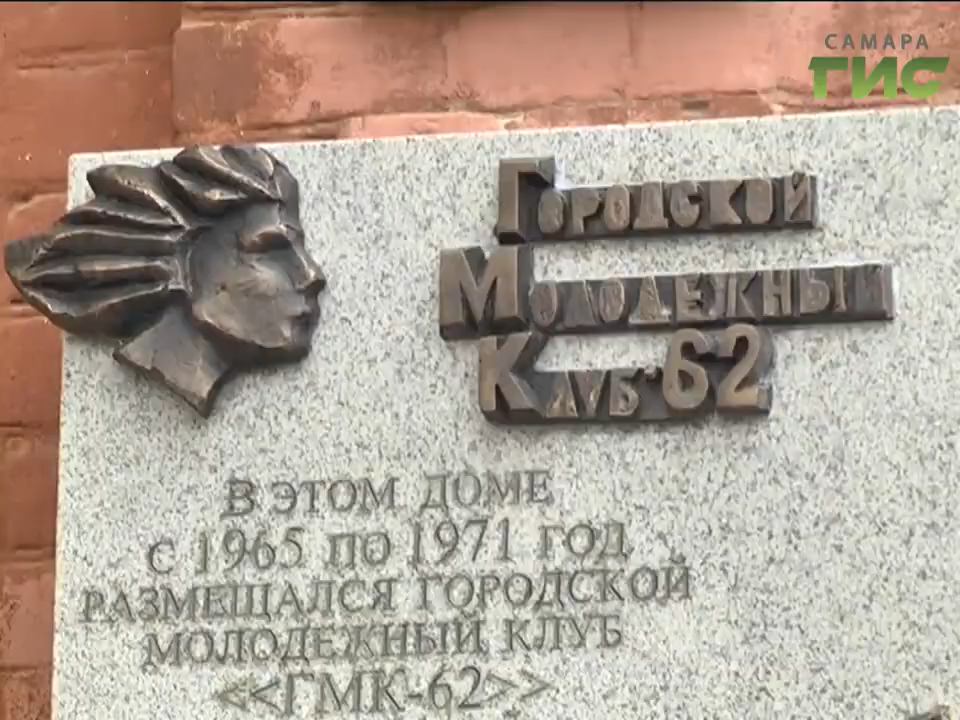 САМАРА
ГИС
ГОРОДСКОЙ
МОЛОДЕЖНЫЙ
КЛУБ 62
В ЭТОМ ДОМЕ
С 1965 ПО 1971 ГОД
РАЗМЕЩАЛСЯ ГОРОДСКОЙ
МОЛОДЕЖНЫЙ КЛУБ
<<ГМК-62>>